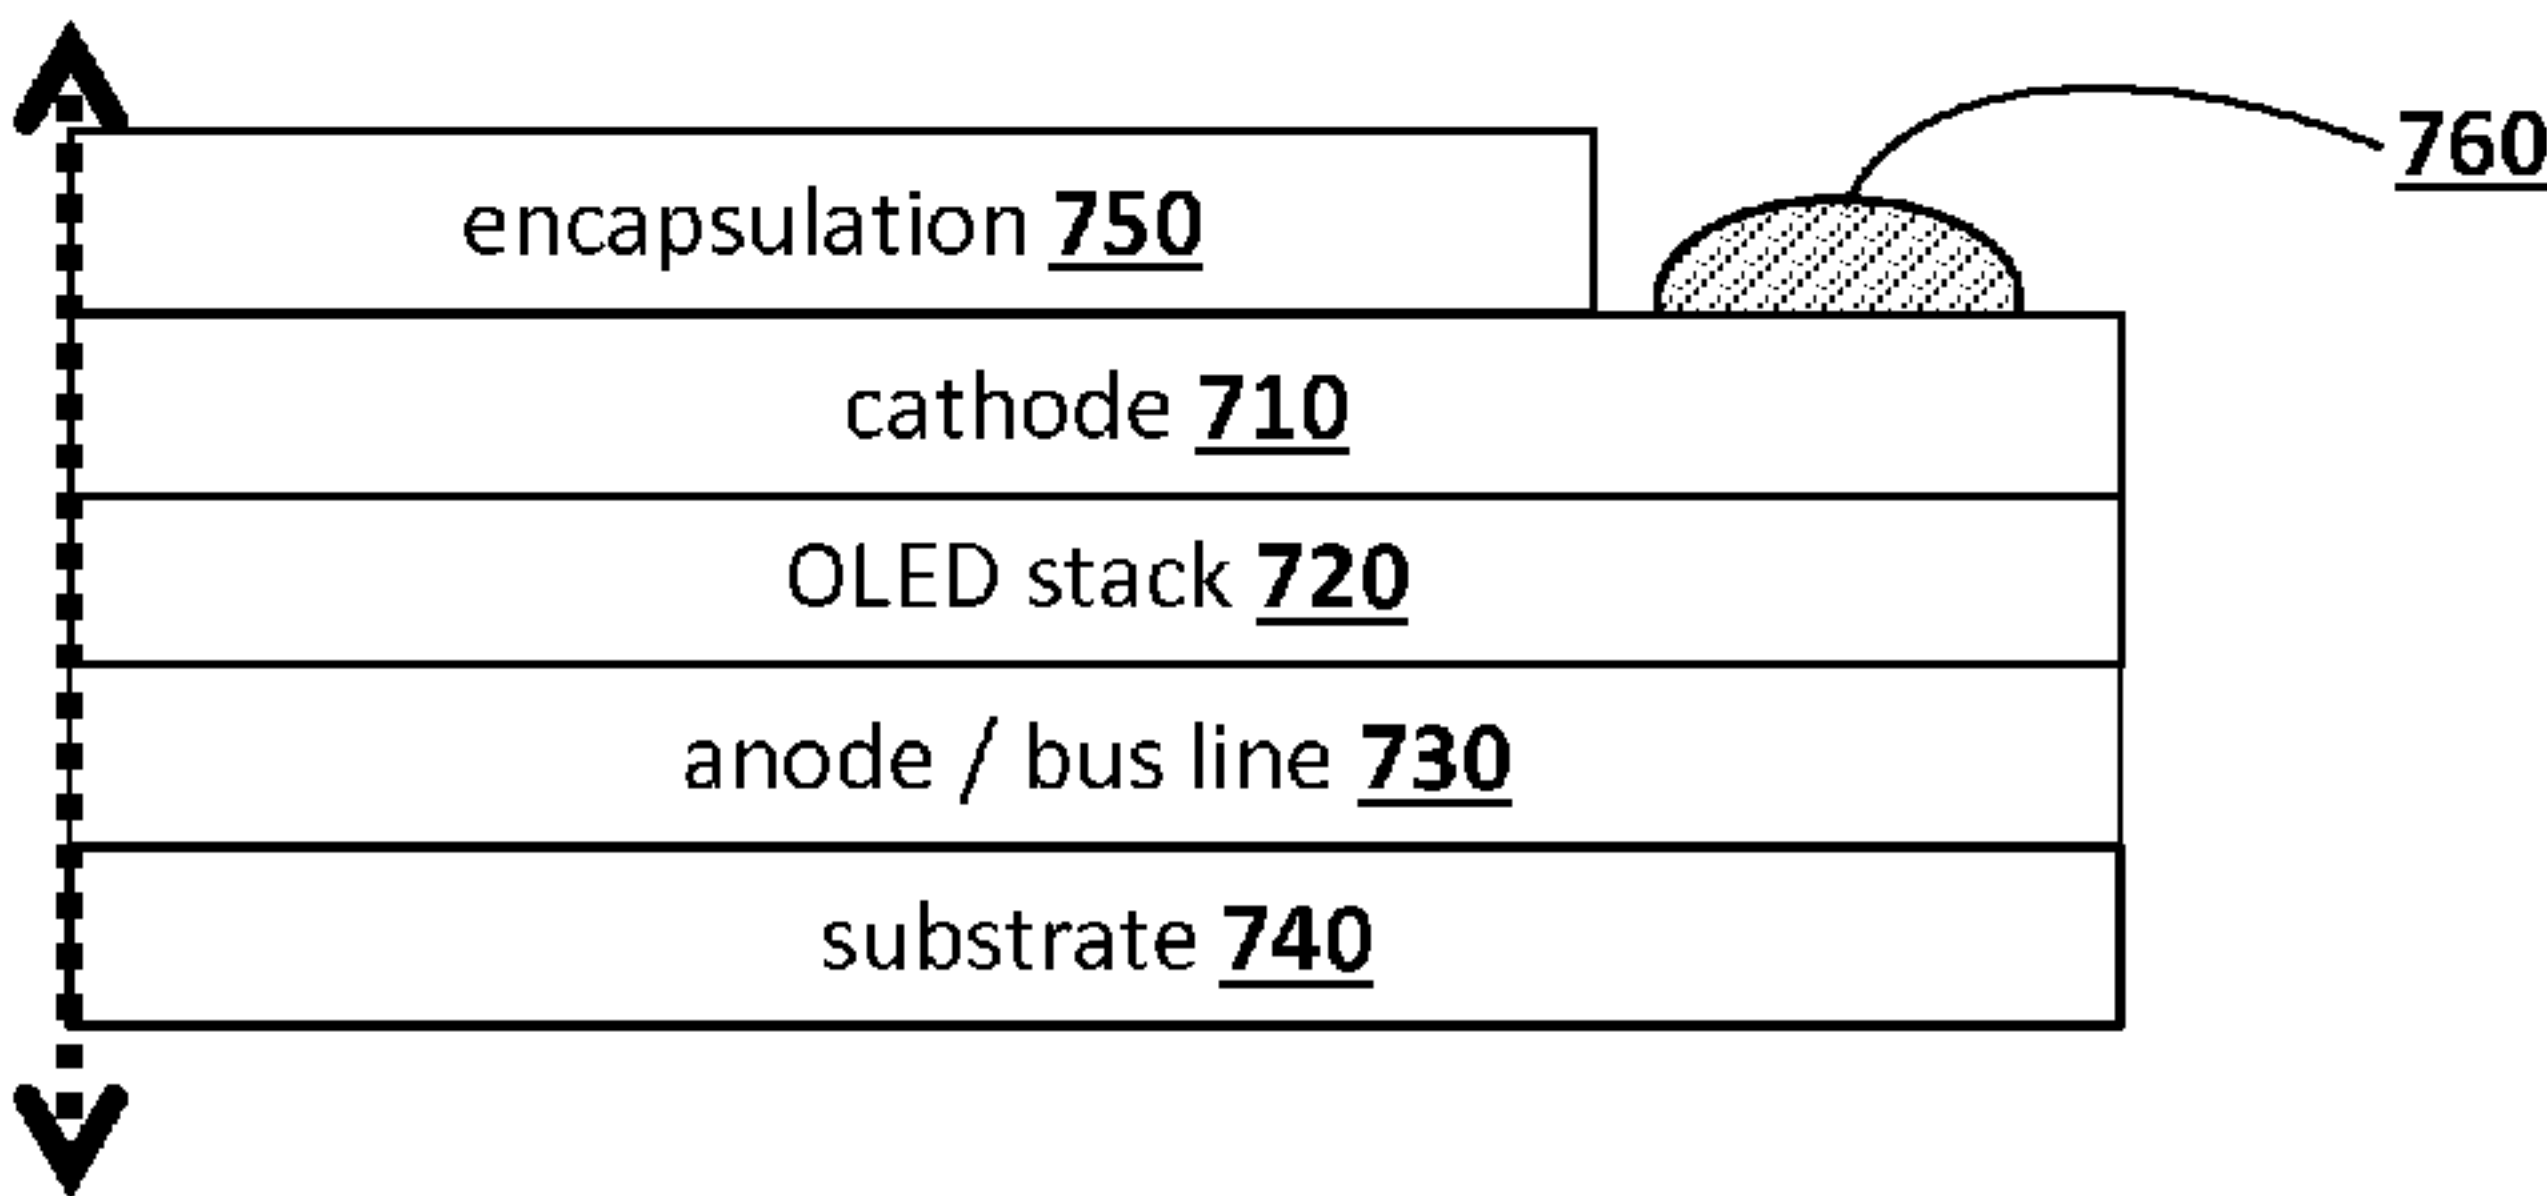 760
encapsulation 750
cathode 710
OLED stack 720
anode / bus line 730
substrate 740